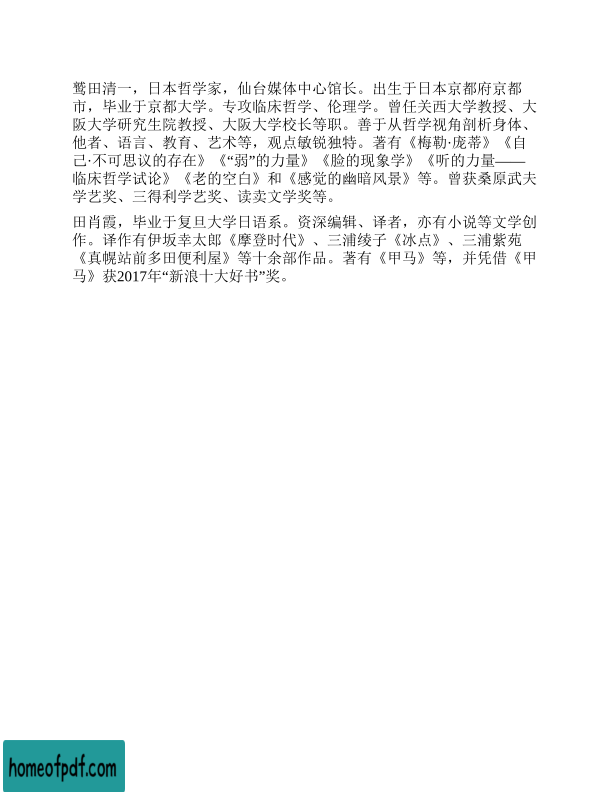 鹫田清一，日本哲学家，仙台媒体中心馆长。出生于日本京都府京都
市，毕业于京都大学。专攻临床哲学、伦理学。曾任关西大学教授、大
阪大学研究生院教授、大阪大学校长等职。善于从哲学视角剖析身体、
他者、语言、教育、艺术等，观点敏锐独特。著有《梅勒·庞蒂》《自
己·不可思议的存在》《“弱”的力量》《脸的现象学》《听的力量——
临床哲学试论》《老的空白》和《感觉的幽暗风景》等。曾获桑原武夫
学艺奖、三得利学艺奖、读卖文学奖等。
田肖霞，毕业于复旦大学日语系。资深编辑、译者，亦有小说等文学创
作。译作有伊坂幸太郎《摩登时代》、三浦绫子《冰点》、三浦紫苑
《真幌站前多田便利屋》等十余部作品。著有《甲马》等，并凭借《甲
马》获2017年“新浪十大好书”奖。
homeofpdf.com